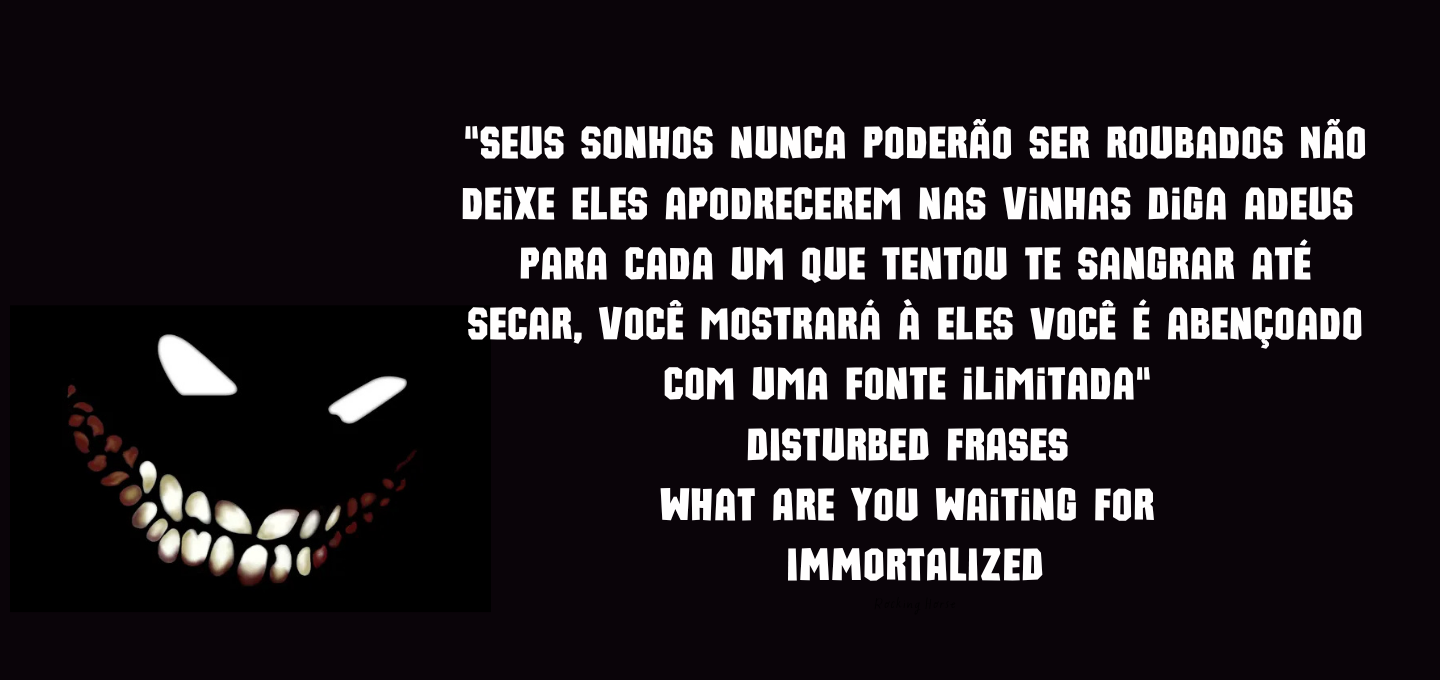 "SEUS SONHOS NUNCA PODERÃO SER ROUBADOS NÃO
DEiXE ELES APODRECEREM NAS ViNHAS DiGA ADEUS
PARA CADA UM QUE TENTOU TE SANGRAR ATÉ
SECAR, VOCÊ MOSTRARÁ À ELES VOCÊ É ABENÇOADO
COM UMA FONTE iLiMiTADA"
DISTURBED FRASES
WHAT ARE YOU WAiTiNG FOR
IMMORTALIZED